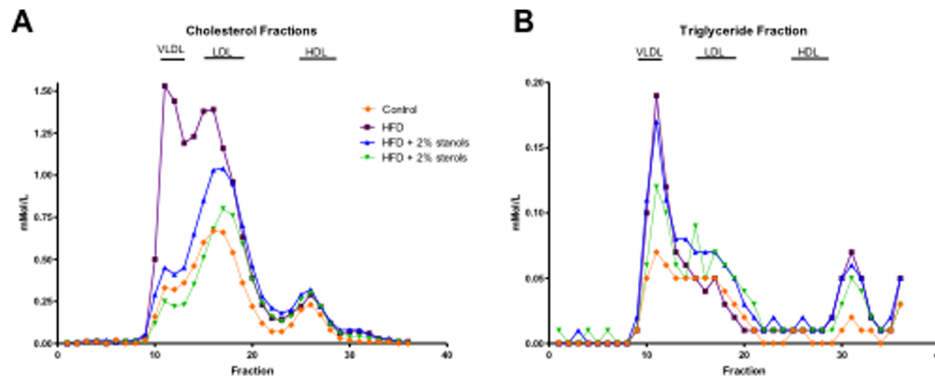 A
Cholesterol Fractions
VLDL LDL HDL
1.50
1.25
1.00
0.75
0.50
0.25
0.00
mMol/L
0 10 20 30 40
Fraction
Control
HFD
HFD + 2% stanols
HFD + 2% sterols
B
Triglyceride Fraction
VLDL LDL HDL
0.20
0.15
0.10
0.05
0.00
mMol/L
0 10 20 30
Fraction